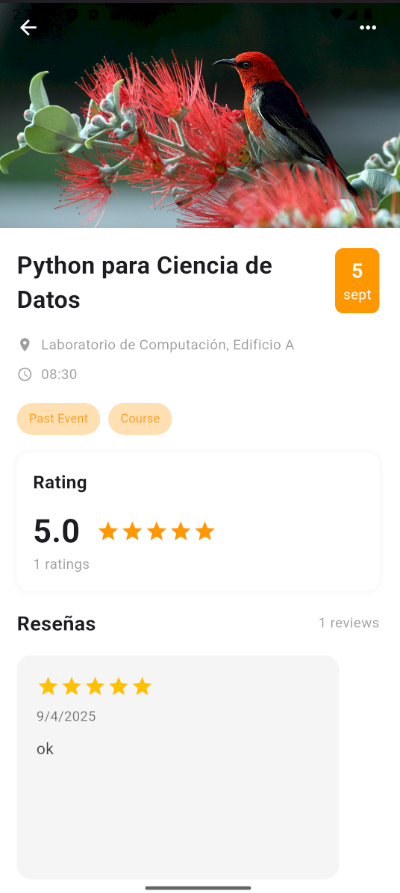 Python para Ciencia de
Datos
5
sept
Laboratorio de Computación, Edificio A
08:30
Past Event
Course
Rating
5.0
1 ratings
Reseñas
1 reviews
9/4/2025
ok